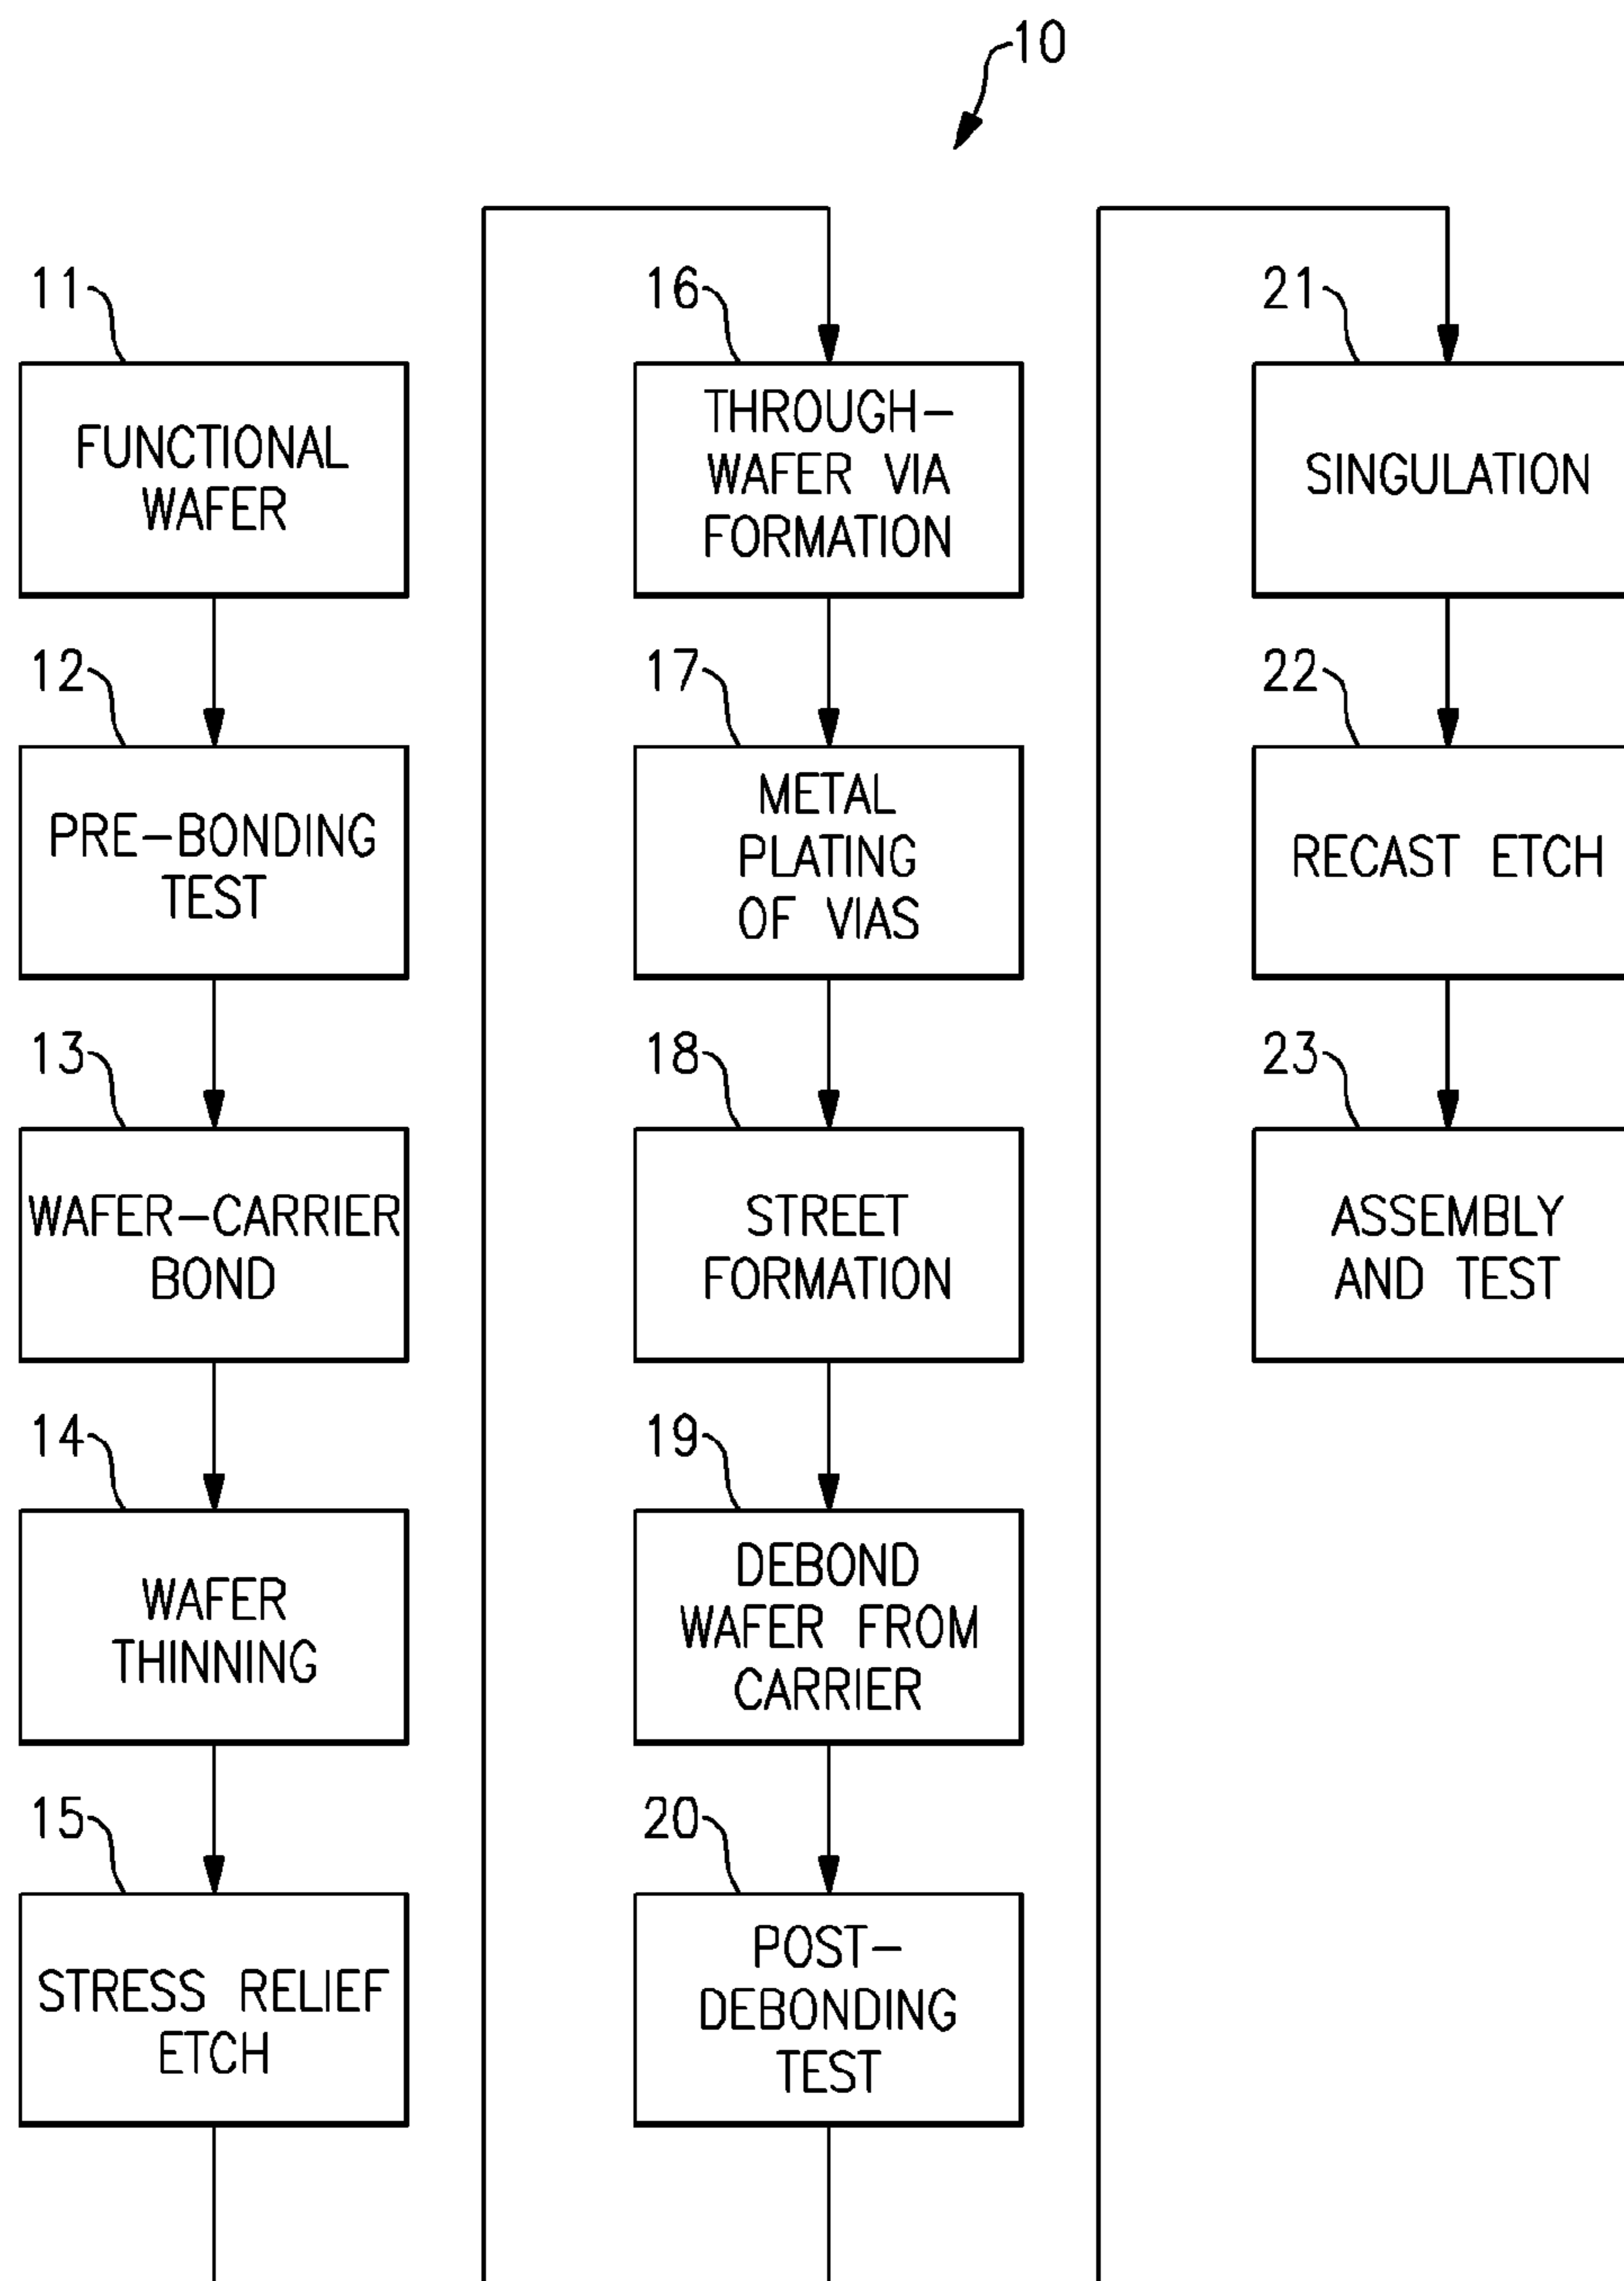 10
11
FUNCTIONAL
WAFER
12
PRE-BONDING
TEST
13
WAFER-CARRIER
BOND
14
WAFER
THINNING
15
STRESS RELIEF
ETCH
16
THROUGH-
WAFER VIA
FORMATION
17
METAL
PLATING
OF VIAS
18
STREET
FORMATION
19
DEBOND
WAFER FROM
CARRIER
20
POST-
DEBONDING
TEST
21
SINGULATION
22
RECAST ETCH
23
ASSEMBLY
AND TEST